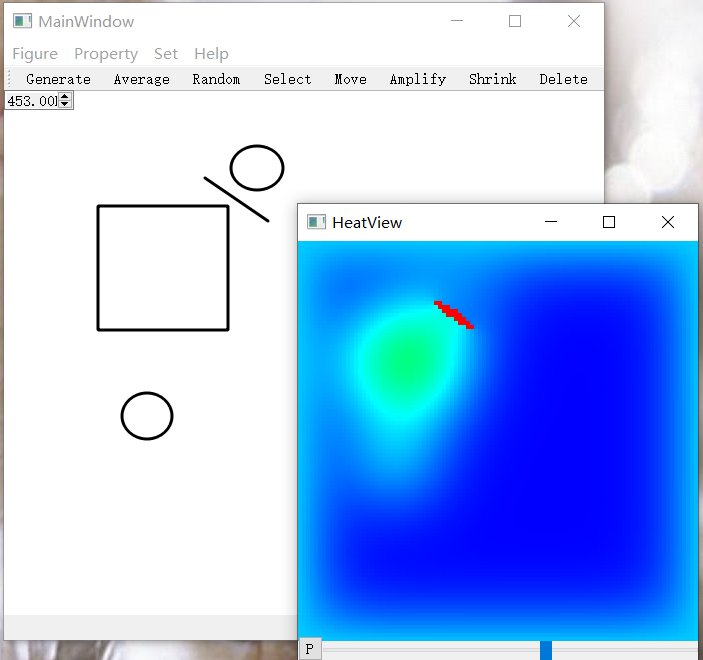 MainWindow
Figure Property Set Help
Generate Average Random Select Move Amplify Shrink Delete
453.00
HeatView
P